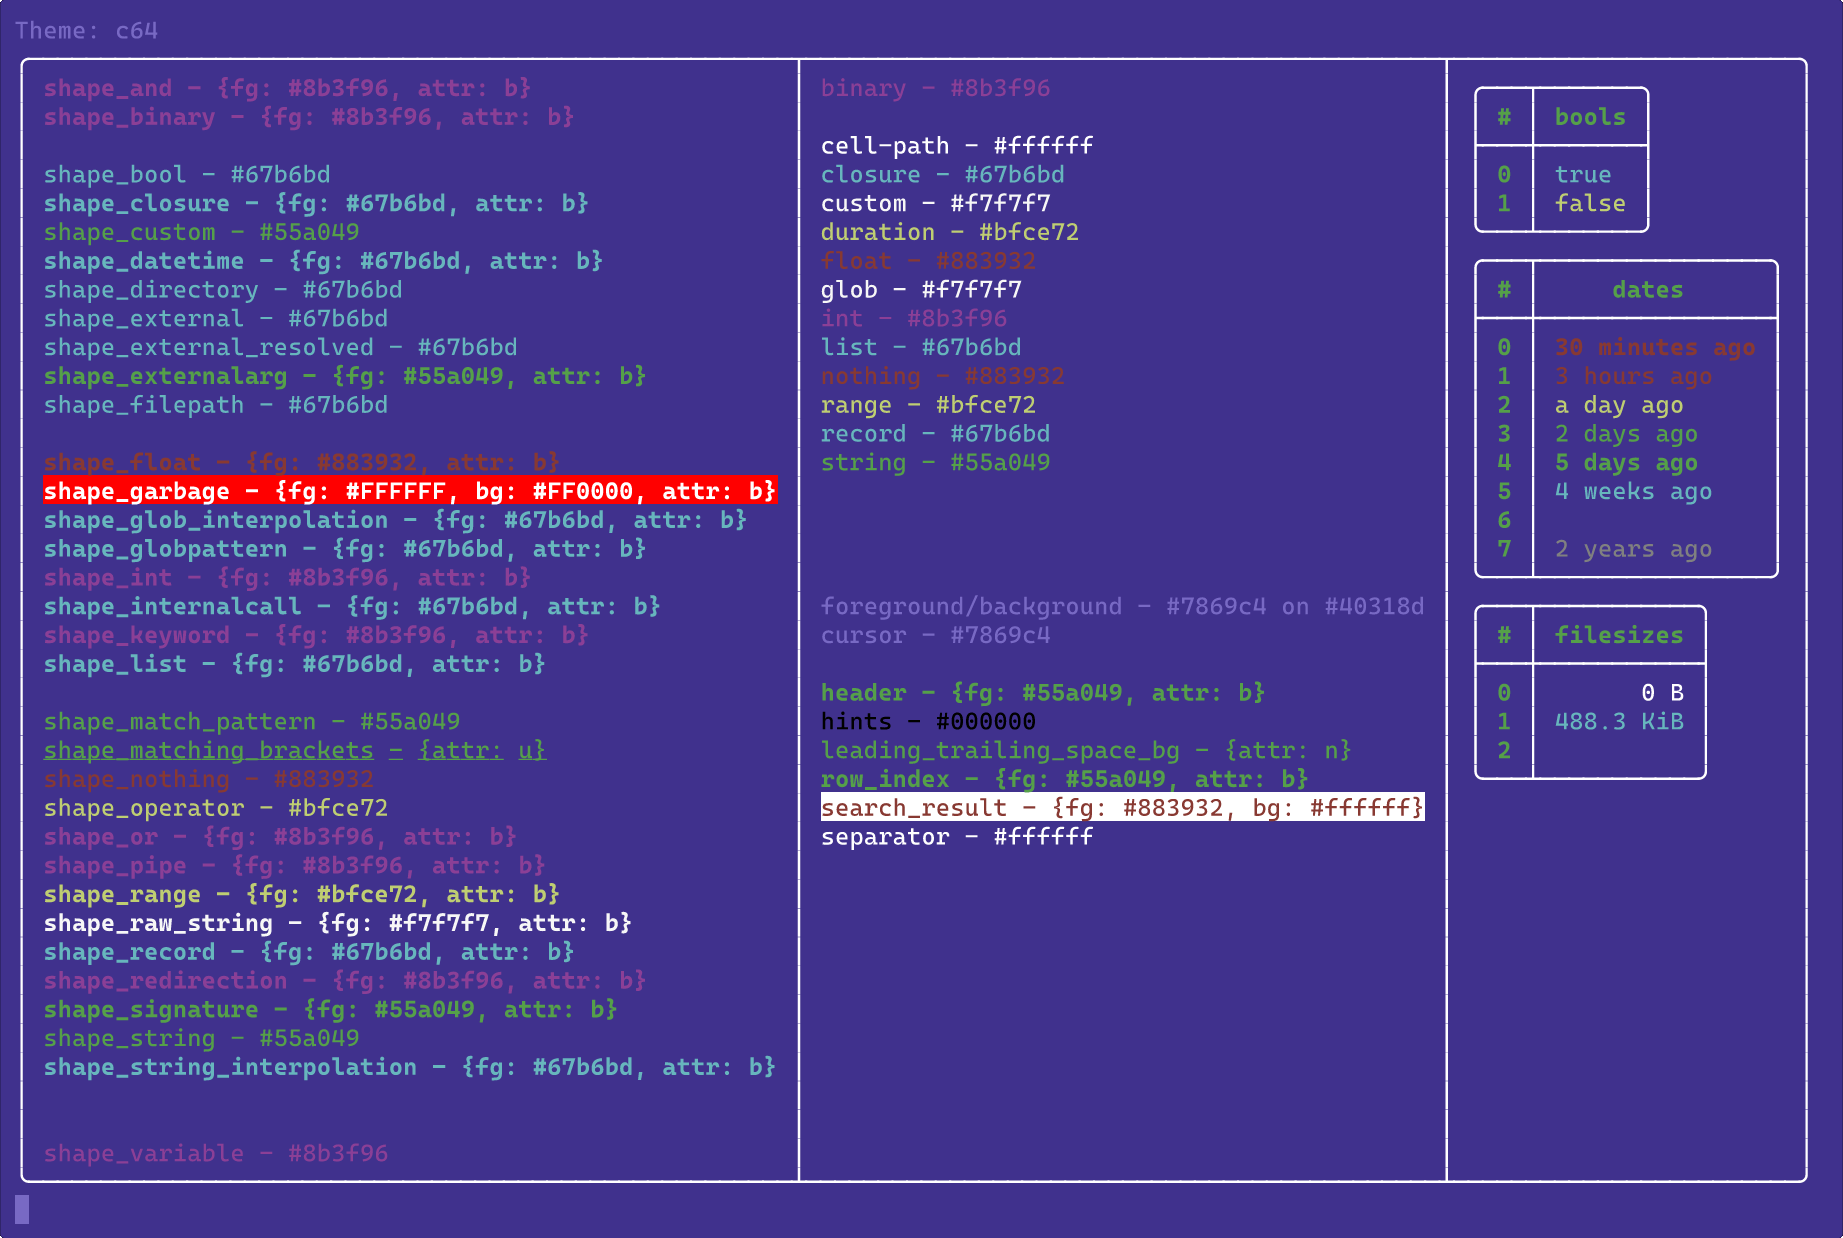 Theme: c64
shape_and - {fg: #8b3f96, attr: b}
shape_binary - {fg: #8b3f96, attr: b}
shape_bool - #67b6bd
shape_closure - {fg: #67b6bd, attr: b}
shape_custom - #55a049
shape_datetime - {fg: #67b6bd, attr: b}
shape_directory - #67b6bd
shape_external - #67b6bd
shape_external_resolved - #67b6bd
shape_externalarg - {fg: #55a049, attr: b}
shape_filepath - #67b6bd
shape_float - {fg: #883932, attr: b}
shape_garbage - {fg: #FFFFFF, bg: #FF0000, attr: b}
shape_glob_interpolation - {fg: #67b6bd, attr: b}
shape_globpattern - {fg: #67b6bd, attr: b}
shape_int - {fg: #8b3f96, attr: b}
shape_internalcall - {fg: #67b6bd, attr: b}
shape_keyword - {fg: #8b3f96, attr: b}
shape_list - {fg: #67b6bd, attr: b}
shape_match_pattern - #55a049
shape_matching_brackets - {attr: u}
shape_nothing - #883932
shape_operator - #bfce72
shape_or - {fg: #8b3f96, attr: b}
shape_pipe - {fg: #8b3f96, attr: b}
shape_range - {fg: #bfce72, attr: b}
shape_raw_string - {fg: #f7f7f7, attr: b}
shape_record - {fg: #67b6bd, attr: b}
shape_redirection - {fg: #8b3f96, attr: b}
shape_signature - {fg: #55a049, attr: b}
shape_string - #55a049
shape_string_interpolation - {fg: #67b6bd, attr: b}
shape_variable - #8b3f96
binary - #8b3f96
cell-path - #ffffff
closure - #67b6bd
custom - #f7f7f7
duration - #bfce72
float - #883932
glob - #f7f7f7
int - #8b3f96
list - #67b6bd
nothing - #883932
range - #bfce72
record - #67b6bd
string - #55a049
foreground/background - #7869c4 on #40318d
cursor - #7869c4
header - {fg: #55a049, attr: b}
hints - #000000
leading_trailing_space_bg - {attr: n}
row_index - {fg: #55a049, attr: b}
search_result - {fg: #883932, bg: #ffffff}
separator - #ffffff
# bools
0 true
1 false
# dates
0 30 minutes ago
1 3 hours ago
2 a day ago
3 2 days ago
4 5 days ago
5 4 weeks ago
6
7 2 years ago
# filesizes
0 0 B
1 488.3 KiB
2